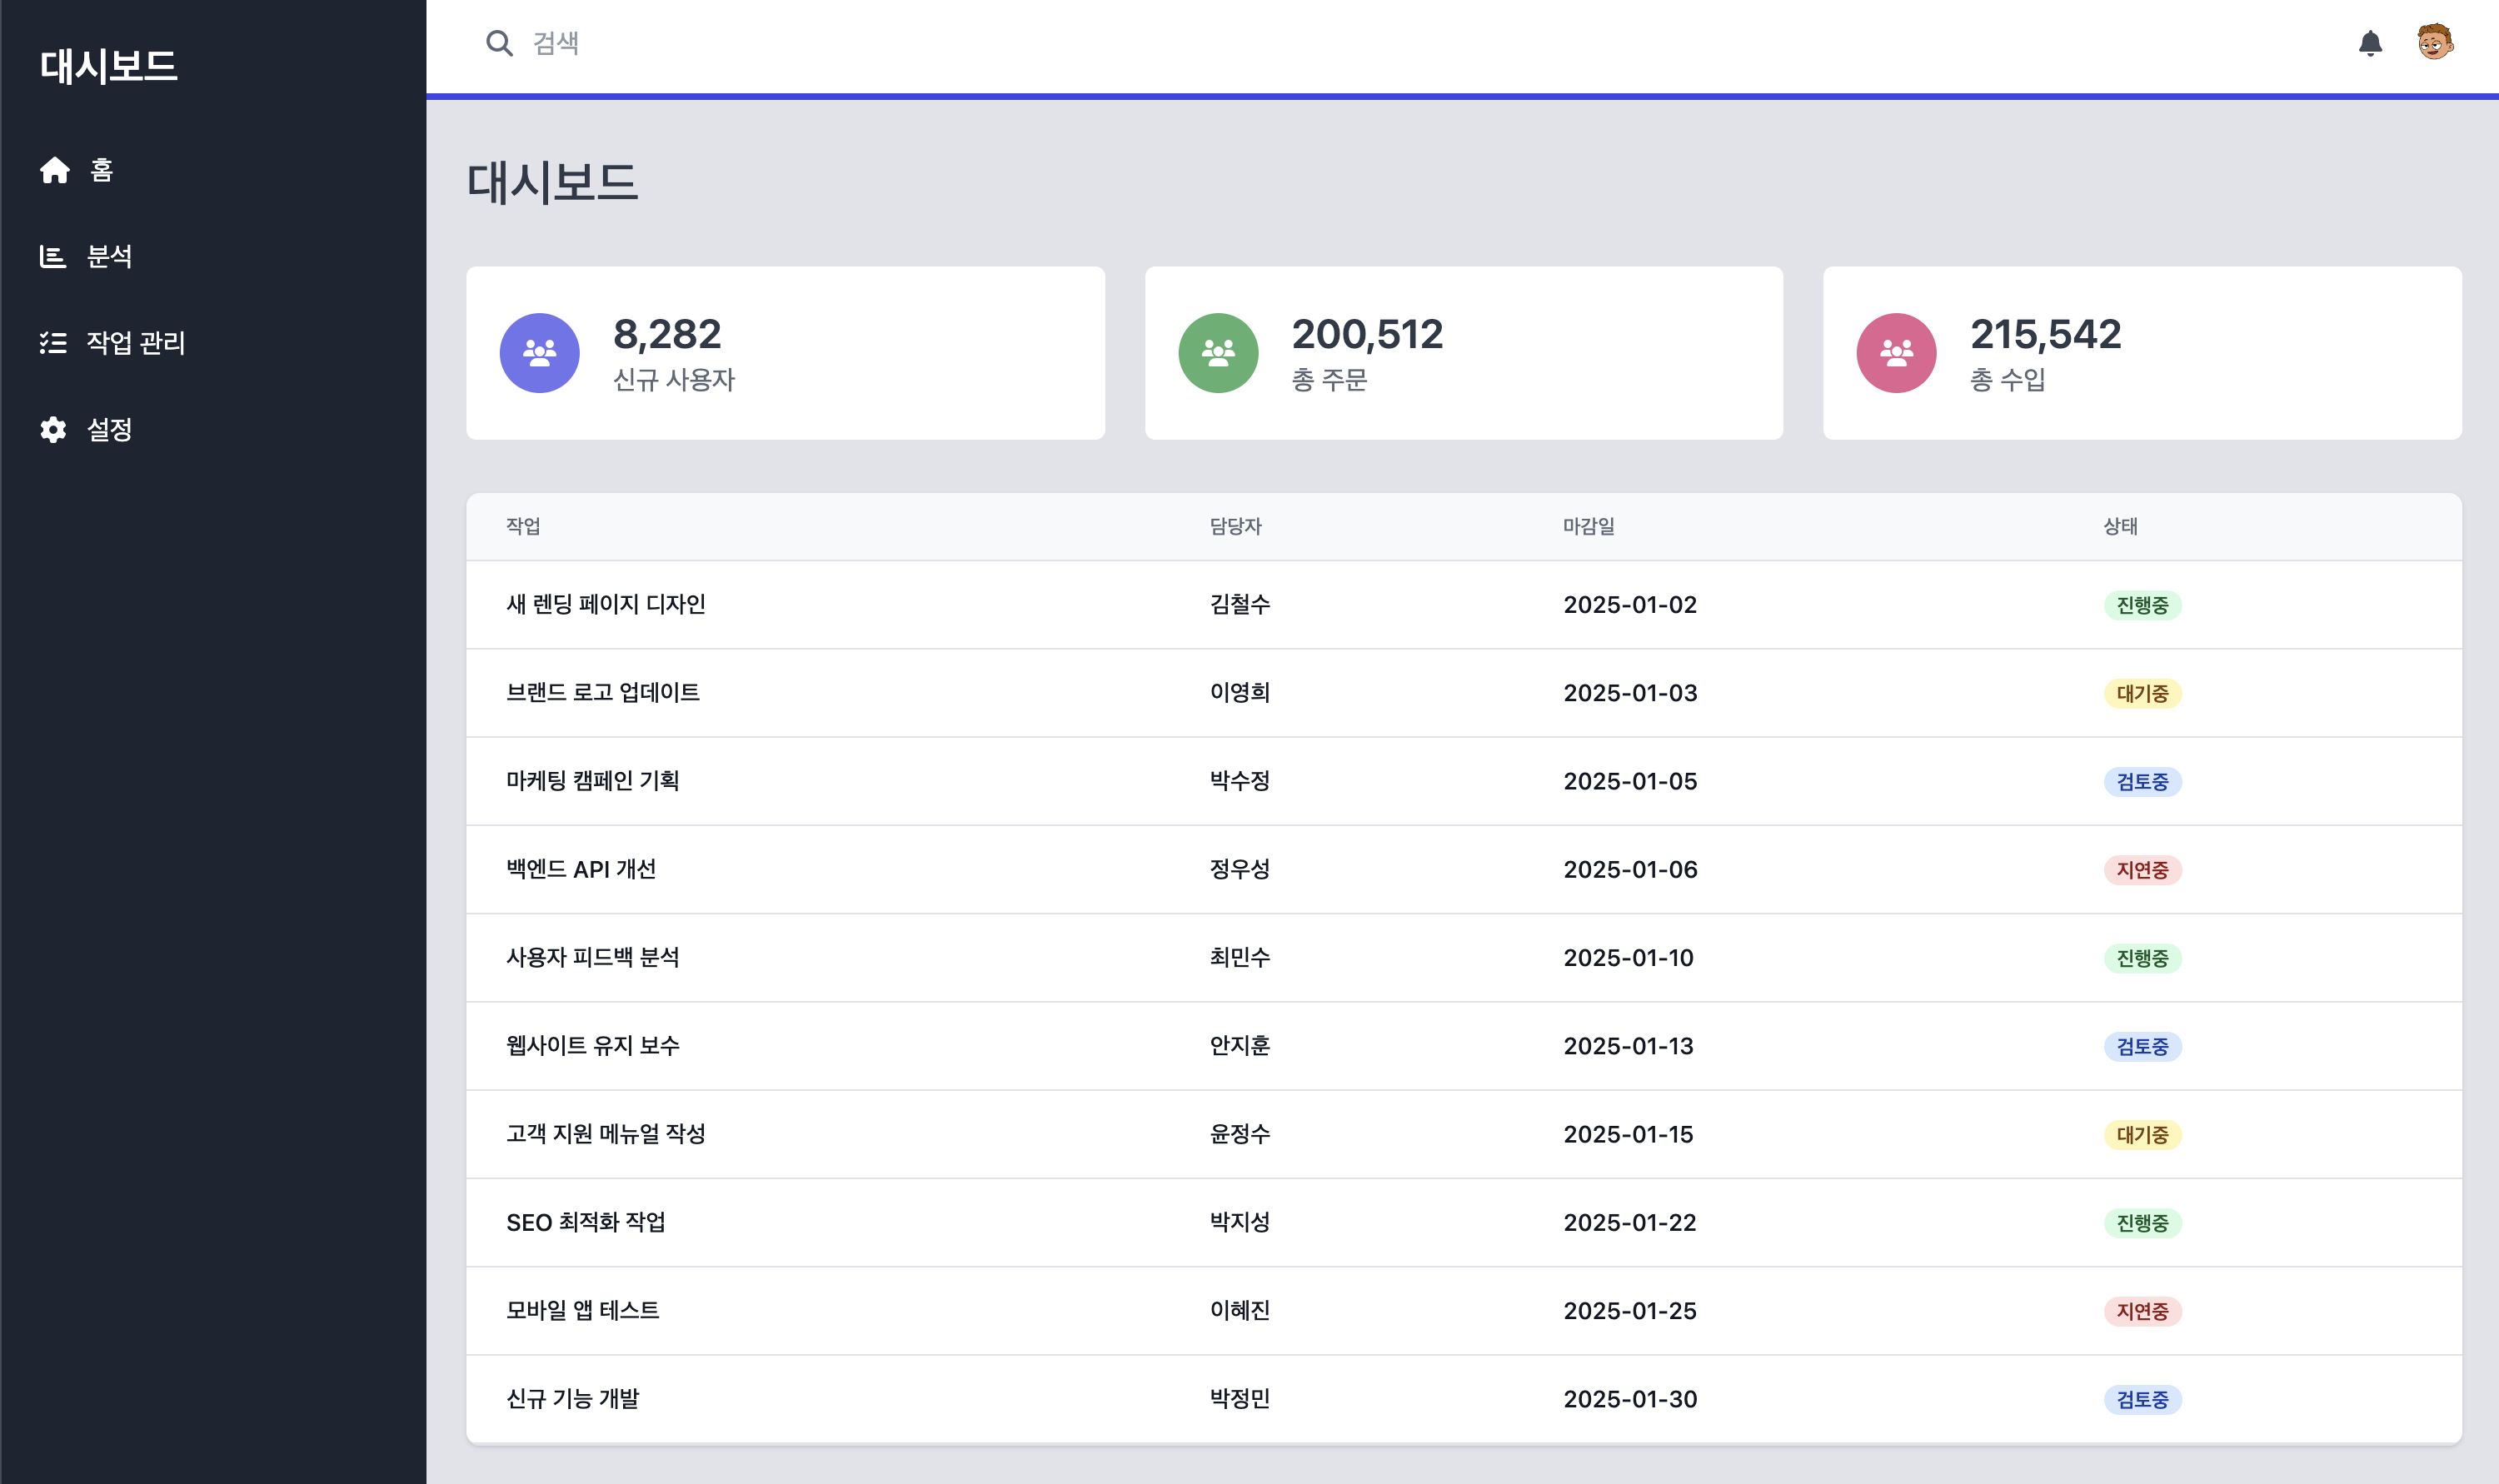 대시보드
홈
분석
작업 관리
설정
검색
대시보드
8,282
신규 사용자
200,512
총 주문
215,542
총 수입
작업 담당자 마감일 상태
새 렌딩 페이지 디자인 김철수 2025-01-02 진행중
브랜드 로고 업데이트 이영희 2025-01-03 대기중
마케팅 캠페인 기획 박수정 2025-01-05 검토중
백엔드 API 개선 정우성 2025-01-06 지연중
사용자 피드백 분석 최민수 2025-01-10 진행중
웹사이트 유지 보수 안지훈 2025-01-13 검토중
고객 지원 메뉴얼 작성 윤정수 2025-01-15 대기중
SEO 최적화 작업 박지성 2025-01-22 진행중
모바일 앱 테스트 이혜진 2025-01-25 지연중
신규 기능 개발 박정민 2025-01-30 검토중